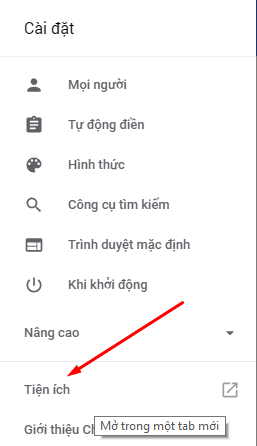 Cài đặt
Mọi người
Tự động điền
Hình thức
Công cụ tìm kiếm
Trình duyệt mặc định
Khi khởi động
Nâng cao
Tiện ích
Mở trong một tab mới
Giới thiệu